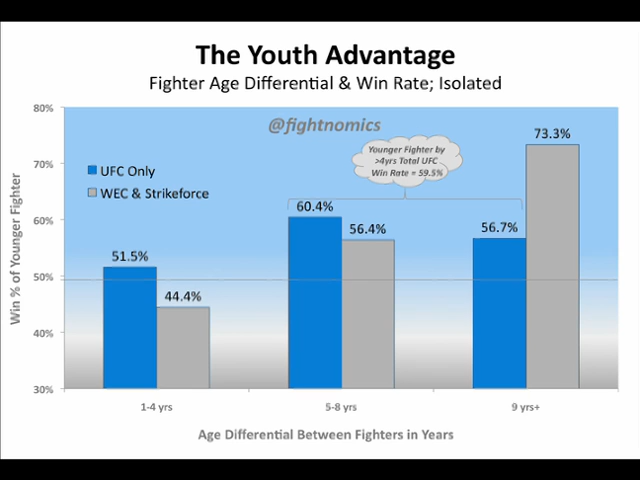 The Youth Advantage
Fighter Age Differential & Win Rate; Isolated
80%
70%
60%
50%
40%
30%
Win % of Younger Fighter
@fightnomics
Younger Fighter by
>4yrs Total UFC
Win Rate = 59.5%
UFC Only
WEC & Strikeforce
51.5%
44.4%
60.4%
56.4%
56.7%
73.3%
1-4 yrs
5-8 yrs
9 yrs+
Age Differential Between Fighters in Years